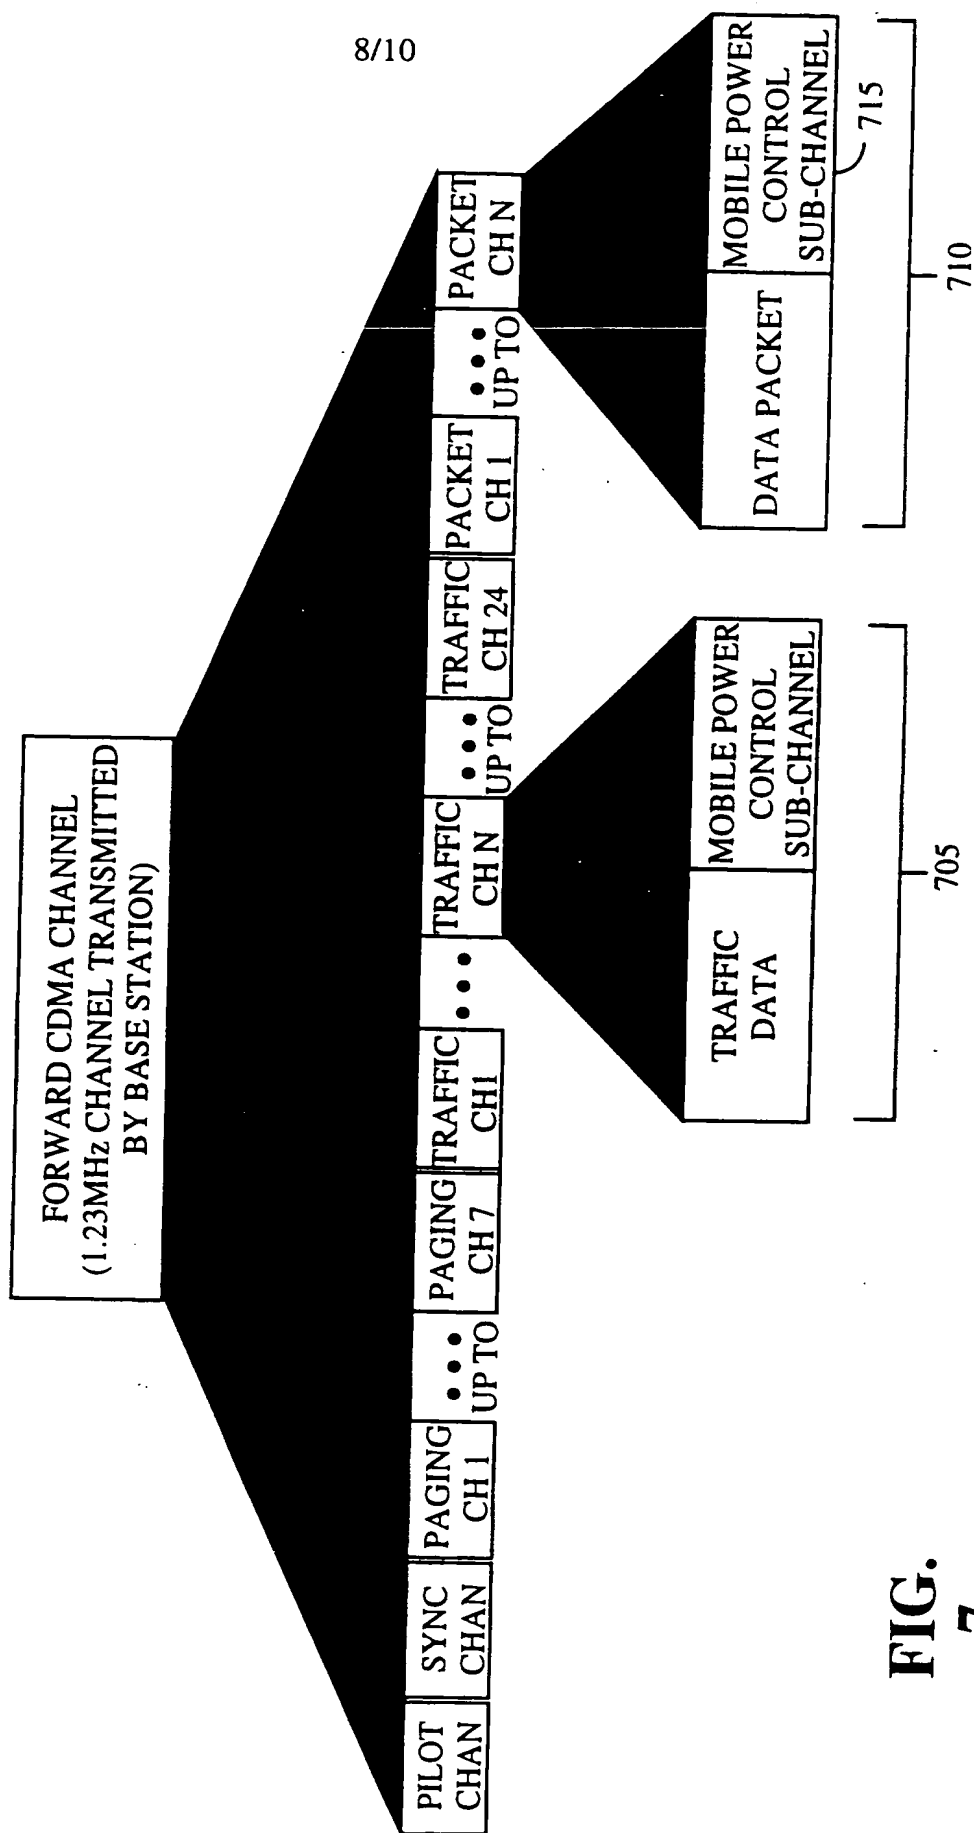 8/10
FORWARD CDMA CHANNEL
(1.23MHz CHANNEL TRANSMITTED
BY BASE STATION)
PILOT
CHAN
SYNC
CHAN
PAGING
CH 1
•••
UP TO
PAGING
CH 7
TRAFFIC
CH1
•••
TRAFFIC
CH N
•••
UP TO
TRAFFIC
CH 24
PACKET
CH 1
•••
UP TO
PACKET
CH N
TRAFFIC
DATA
MOBILE POWER
CONTROL
SUB-CHANNEL
705
DATA PACKET
MOBILE POWER
CONTROL
SUB-CHANNEL
715
710
FIG.
7